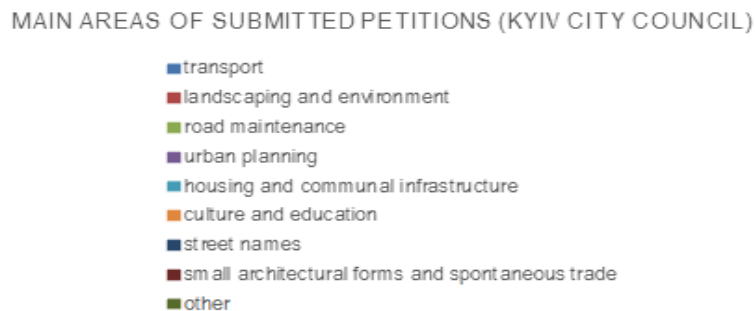 MAIN AREAS OF SUBMITTED PETITIONS (KYIV CITY COUNCIL)
transport
landscaping and environment
road maintenance
urban planning
housing and communal infrastructure
culture and education
street names
small architectural forms and spontaneous trade
other